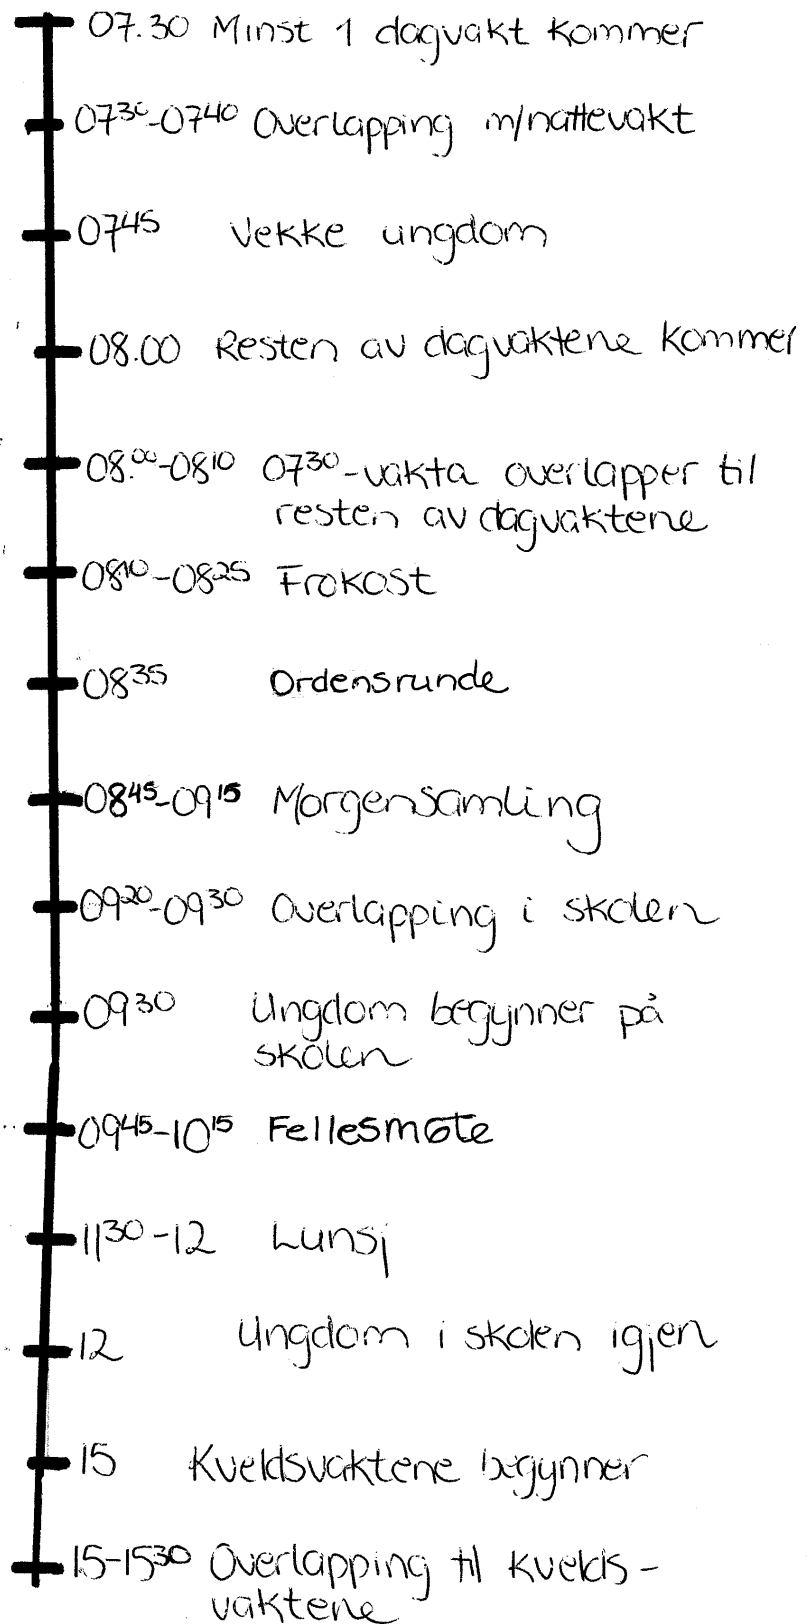 07.30 Minst 1 dagvakt kommer
07³⁰-07⁴⁰ Overlapping m/nattevakt
07⁴⁵ Vekke ungdom
08.00 Resten av dagvaktene kommer
08.⁰⁰-08¹⁰ 07³⁰-vakta overlapper til
resten av dagvaktene
08¹⁰-08²⁵ Frokost
08³⁵ Ordensrunde
08⁴⁵-09¹⁵ Morgensamling
09²⁰-09³⁰ Overlapping i skolen
09³⁰ Ungdom begynner på
skolen
09⁴⁵-10¹⁵ Fellesmøte
11³⁰-12 Lunsj
12 Ungdom i skolen igjen
15 Kveldsvaktene begynner
15-15³⁰ Overlapping til kvelds-
vaktene